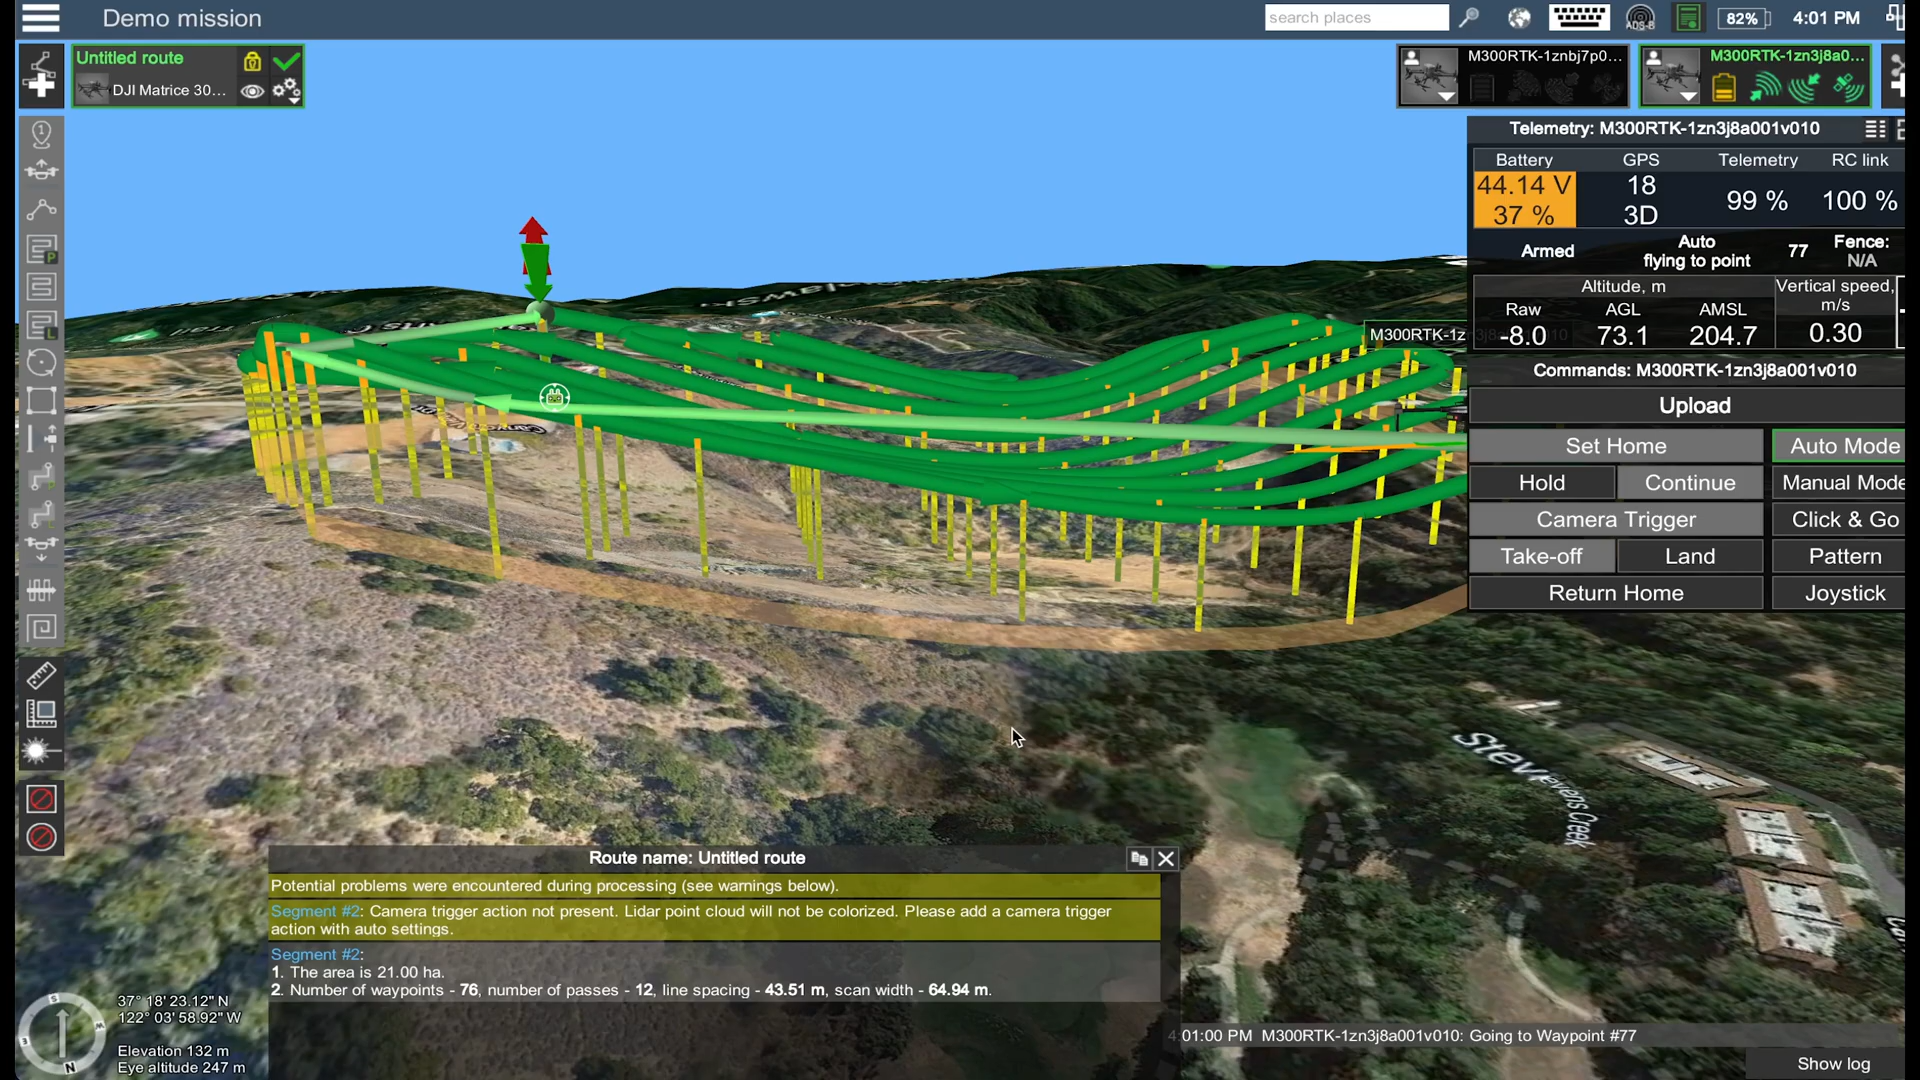 Demo mission
search places
ADS-B
82%
4:01 PM
Untitled route
DJI Matrice 30...
M300RTK-1znbj7p0...
M300RTK-1zn3j8a0...
Telemetry: M300RTK-1zn3j8a001v010
Battery GPS Telemetry RC link
44.14 V 18 99 % 100 %
37 % 3D
Armed Auto flying to point 77 Fence: N/A
Altitude, m Vertical speed, m/s
Raw AGL AMSL
-8.0 73.1 204.7 0.30
Commands: M300RTK-1zn3j8a001v010
Upload
Set Home Auto Mode
Hold Continue Manual Mode
Camera Trigger Click & Go
Take-off Land Pattern
Return Home Joystick
M300RTK-1zn3j8a001v010
Trail
Stevens Creek
Route name: Untitled route
Potential problems were encountered during processing (see warnings below).
Segment #2: Camera trigger action not present. Lidar point cloud will not be colorized. Please add a camera trigger
action with auto settings.
Segment #2:
1. The area is 21.00 ha.
2. Number of waypoints - 76, number of passes - 12, line spacing - 43.51 m, scan width - 64.94 m.
37° 18' 23.12" N
122° 03' 58.92" W
Elevation 132 m
Eye altitude 247 m
4:01:00 PM M300RTK-1zn3j8a001v010: Going to Waypoint #77
Show log